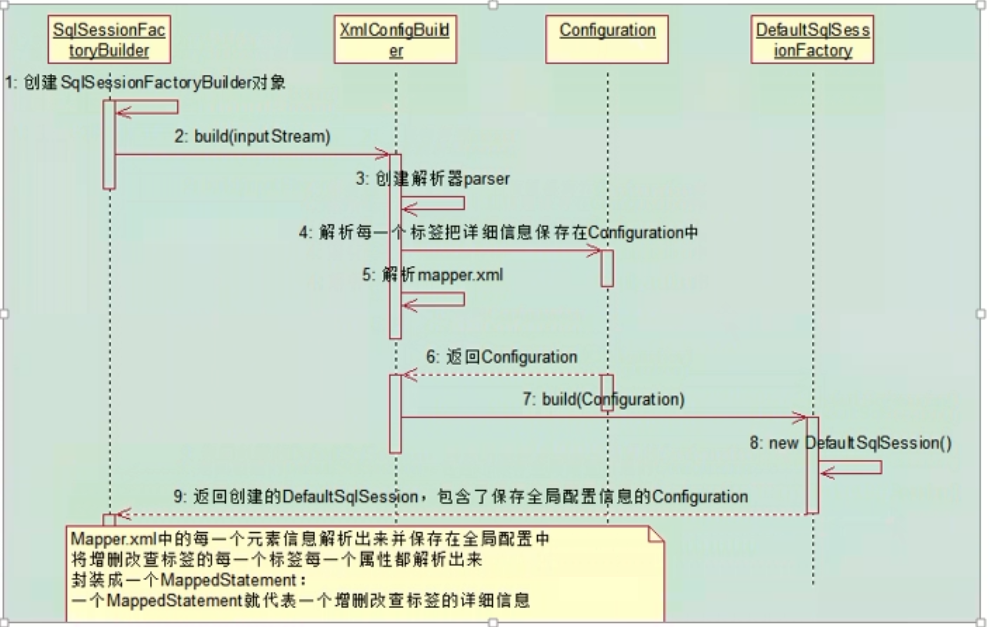 SqlSessionFac
toryBuilder
XmlConfigBuild
er
Configuration
DefaultSqlSess
ionFactory
1: 创建SqlSessionFactoryBuilder对象
2: build(inputStream)
3: 创建解析器parser
4: 解析每一个标签把详细信息保存在Configuration中
5: 解析mapper.xml
6: 返回Configuration
7: build(Configuration)
8: new DefaultSqlSession()
9: 返回创建的DefaultSqlSession，包含了保存全局配置信息的Configuration
Mapper.xml中的每一个元素信息解析出来并保存在全局配置中
将增删改查标签的每一个标签每一个属性都解析出来
封装成一个MappedStatement：
一个MappedStatement就代表一个增删改查标签的详细信息